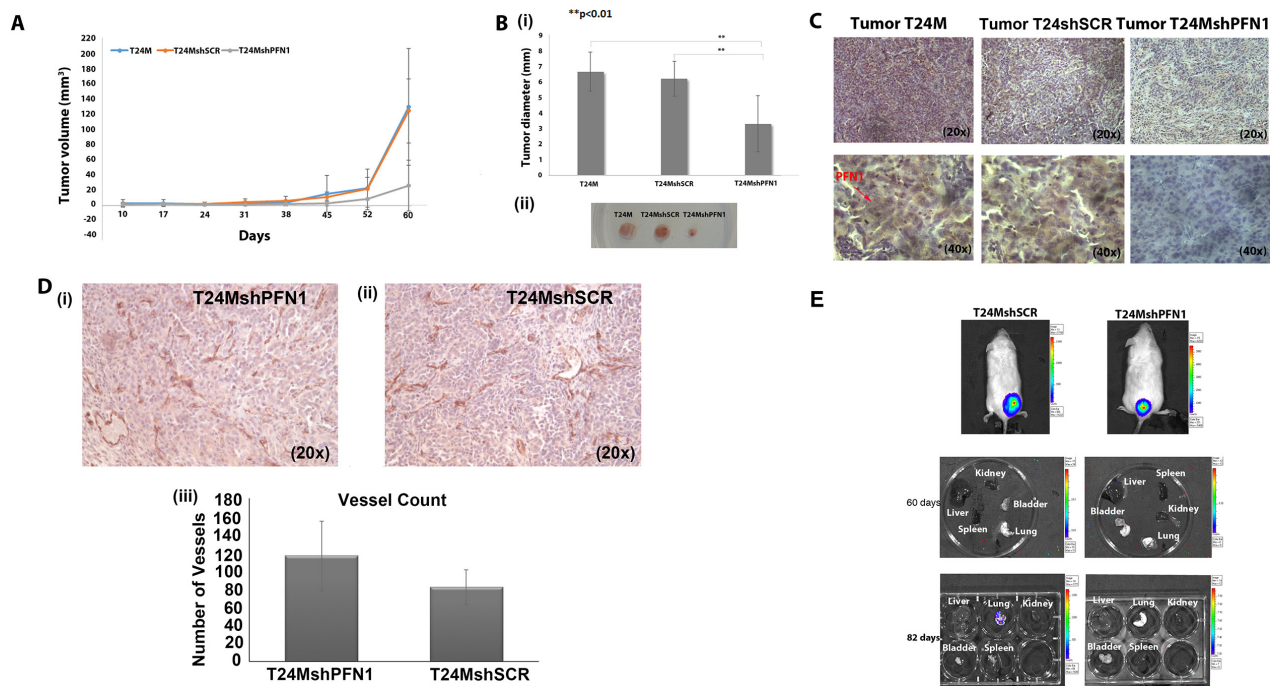 A
220
200
180
160
140
120
100
80
60
40
20
0
-20
-40
Tumor volume (mm³)
T24M T24MshSCR T24MshPFN1
10 17 24 31 38 45 52 60
Days
B (i)
**p<0.01
**
**
9
8
7
6
5
4
3
2
1
0
Tumor diameter (mm)
T24M T24MshSCR T24MshPFN1
(ii)
T24M T24MshSCR T24MshPFN1
C
Tumor T24M Tumor T24shSCR Tumor T24MshPFN1
(20x) (20x) (20x)
PFN1
(40x) (40x) (40x)
D
(i) T24MshPFN1
(20x)
(ii) T24MshSCR
(20x)
(iii)
Vessel Count
180
160
140
120
100
80
60
40
20
0
Number of Vessels
T24MshPFN1 T24MshSCR
E
T24MshSCR T24MshPFN1
60 days
Kidney
Liver
Bladder
Spleen
Lung
Spleen
Liver
Bladder
Kidney
Lung
82 days
Liver Lung Kidney
Bladder Spleen
Liver Lung Kidney
Bladder Spleen